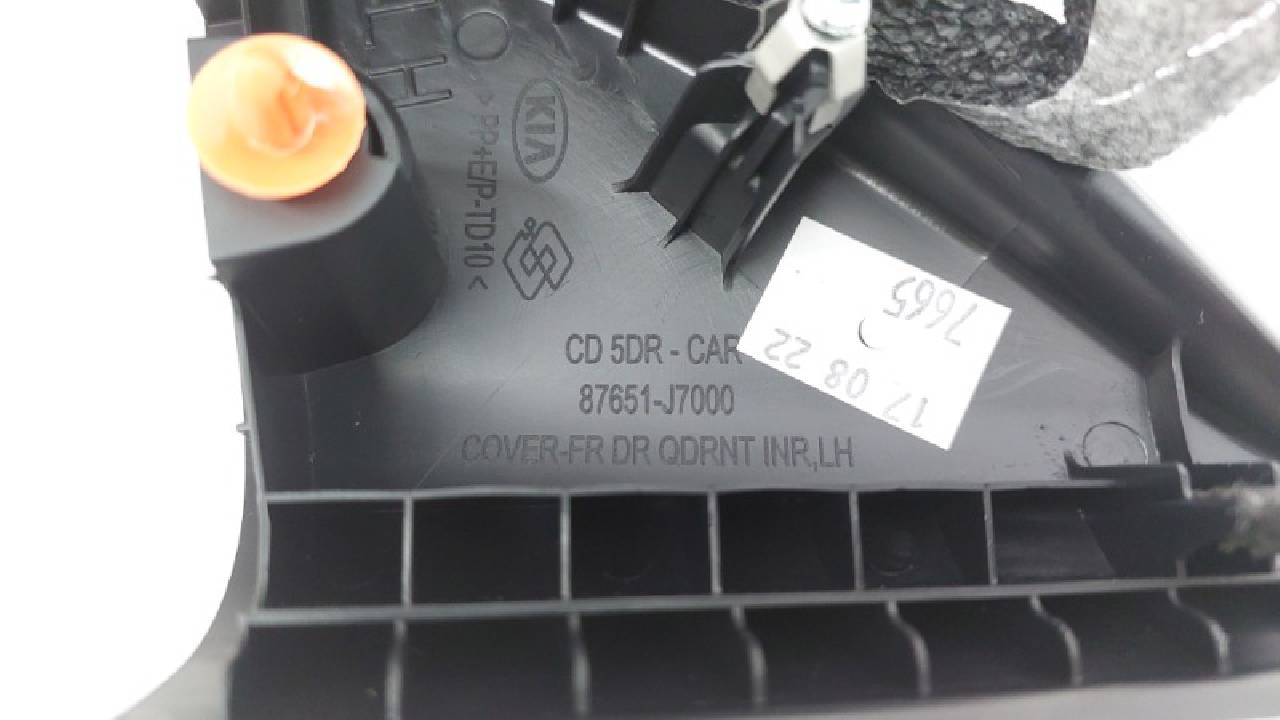 LH
KIA
>PP+E/P-TD10<
CD 5DR - CAR
87651-J7000
COVER-FR DR QDRNT INR,LH
7665
17 08 22